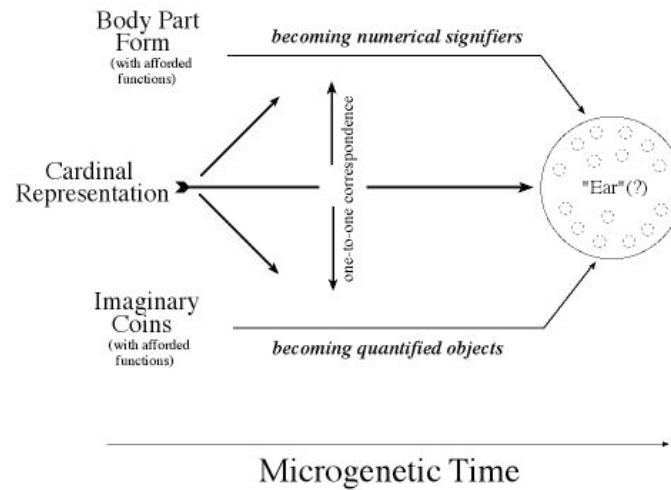 Body Part
Form
(with afforded
functions)
becoming numerical signifiers
Cardinal
Representation
one-to-one correspondence
"Ear"(?)
Imaginary
Coins
(with afforded
functions)
becoming quantified objects
Microgenetic Time